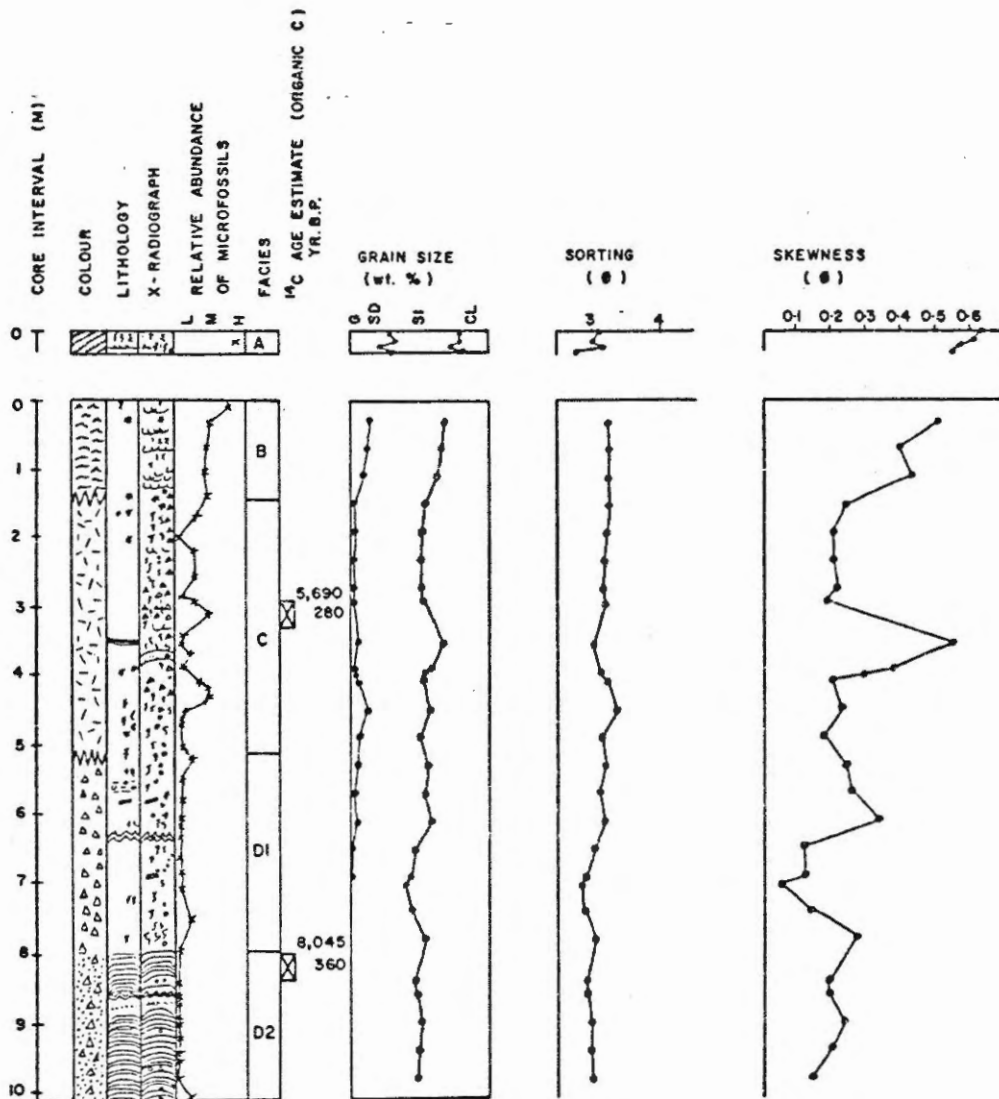 CORE INTERVAL (M)
COLOUR
LITHOLOGY
X-RADIOGRAPH
RELATIVE ABUNDANCE
OF MICROFOSSILS
L M H
FACIES
14C AGE ESTIMATE (ORGANIC C)
YR. B.P.
GRAIN SIZE
(wt. %)
G SD SI CL
SORTING
(Ø)
3 4
SKEWNESS
(Ø)
0·1 0·2 0·3 0·4 0·5 0·6
0
A
0
B
1
2
3
5,690
280
C
4
5
6
D1
7
8
8,045
360
9
D2
10